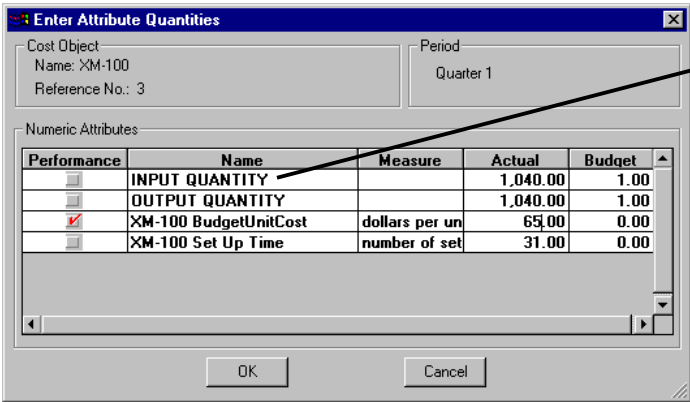 Enter Attribute Quantities
Cost Object
Name: XM-100
Reference No.: 3
Period
Quarter 1
Numeric Attributes
Performance Name Measure Actual Budget
INPUT QUANTITY 1,040.00 1.00
OUTPUT QUANTITY 1,040.00 1.00
XM-100 BudgetUnitCost dollars per un 65.00 0.00
XM-100 Set Up Time number of set 31.00 0.00
OK Cancel